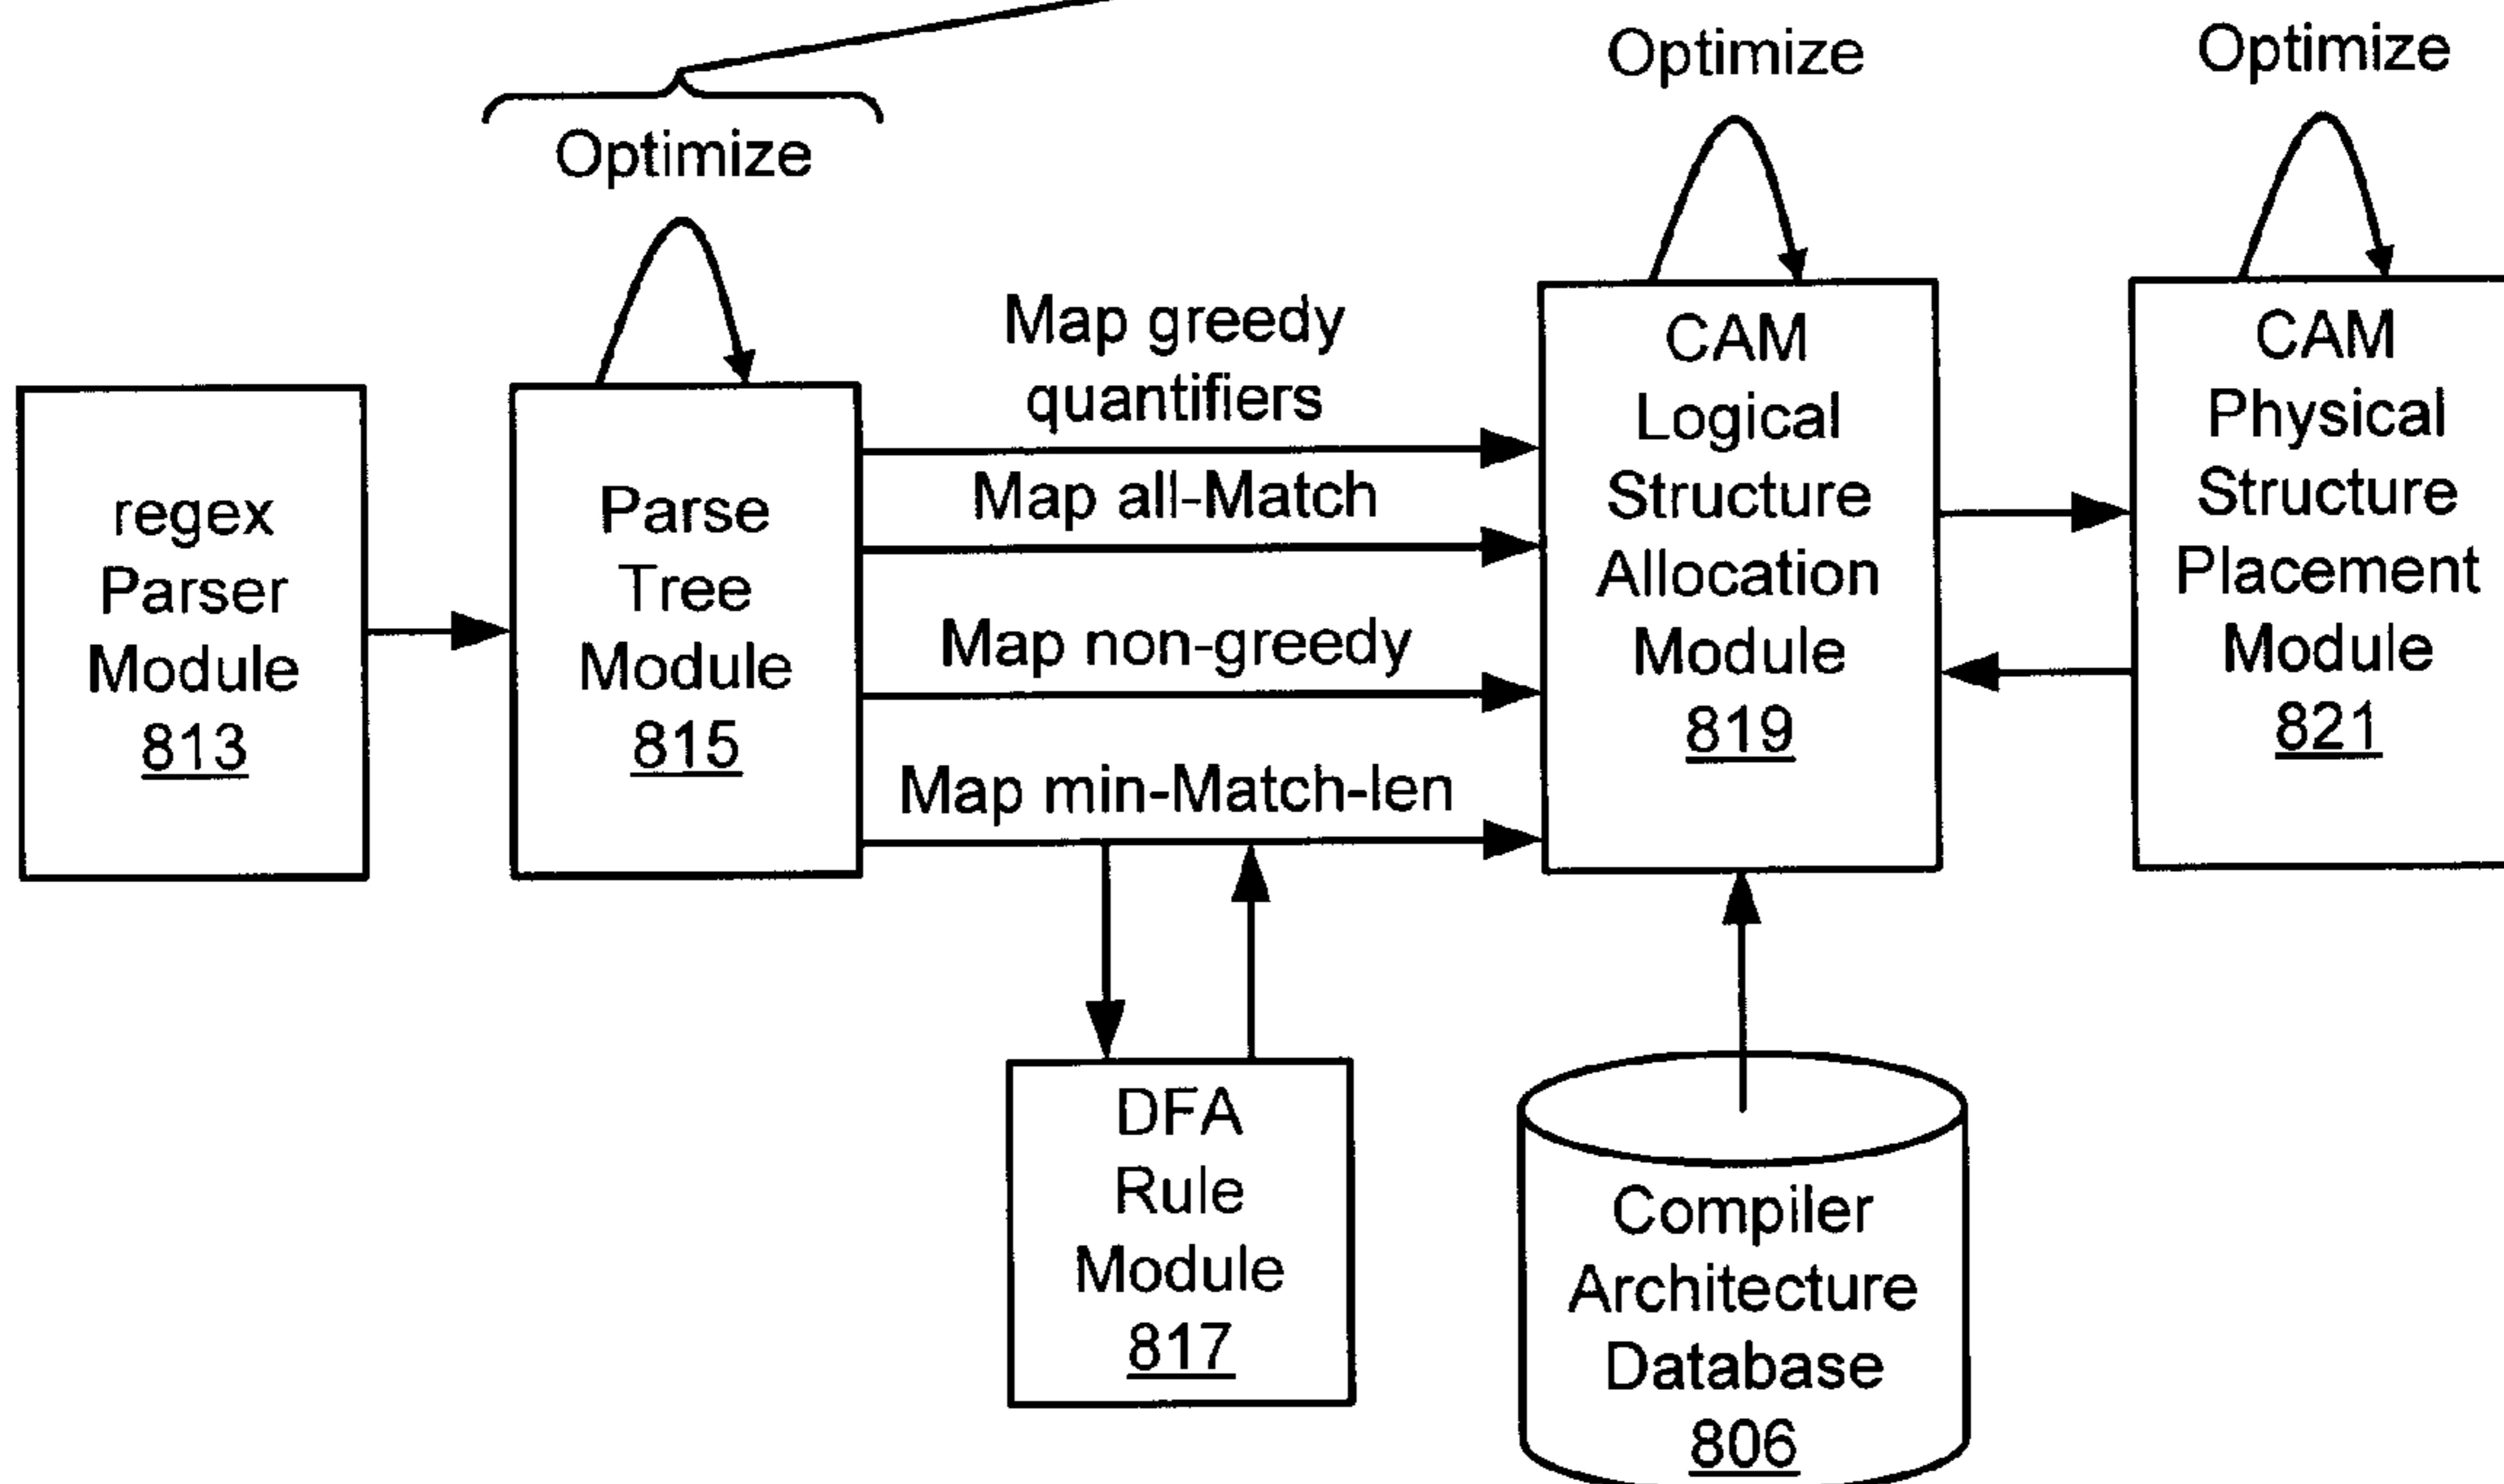 Optimize
Optimize
Optimize
regex
Parser
Module
813
Parse
Tree
Module
815
Map greedy
quantifiers
Map all-Match
Map non-greedy
Map min-Match-len
CAM
Logical
Structure
Allocation
Module
819
CAM
Physical
Structure
Placement
Module
821
DFA
Rule
Module
817
Compiler
Architecture
Database
806